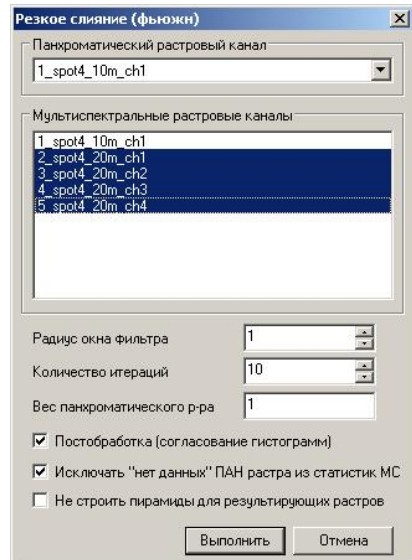 Резкое слияние (фьюжн)
Панхроматический растровый канал
1_spot4_10m_ch1
Мультиспектральные растровые каналы
1_spot4_10m_ch1
2_spot4_20m_ch1
3_spot4_20m_ch2
4_spot4_20m_ch3
5_spot4_20m_ch4
Радиус окна фильтра 1
Количество итераций 10
Вес панхроматического р-ра 1
Постобработка (согласование гистограмм)
Исключать "нет данных" ПАН растра из статистик МС
Не строить пирамиды для результирующих растров
Выполнить Отмена